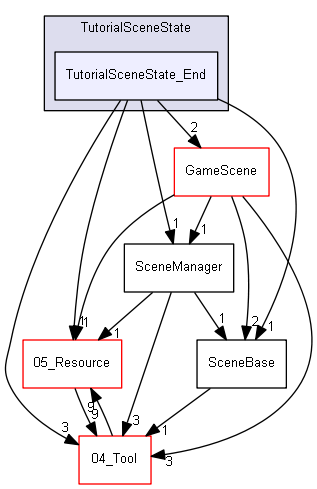 TutorialSceneState
TutorialSceneState_End
2
GameScene
1 1
SceneManager
1 1 1 1 2 1
05_Resource
SceneBase
9
9
3 3 1 3
04_Tool